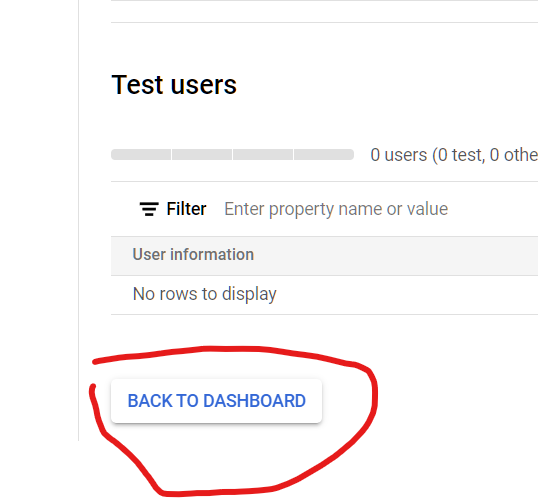 Test users
0 users (0 test, 0 othe
Filter Enter property name or value
User information
No rows to display
BACK TO DASHBOARD